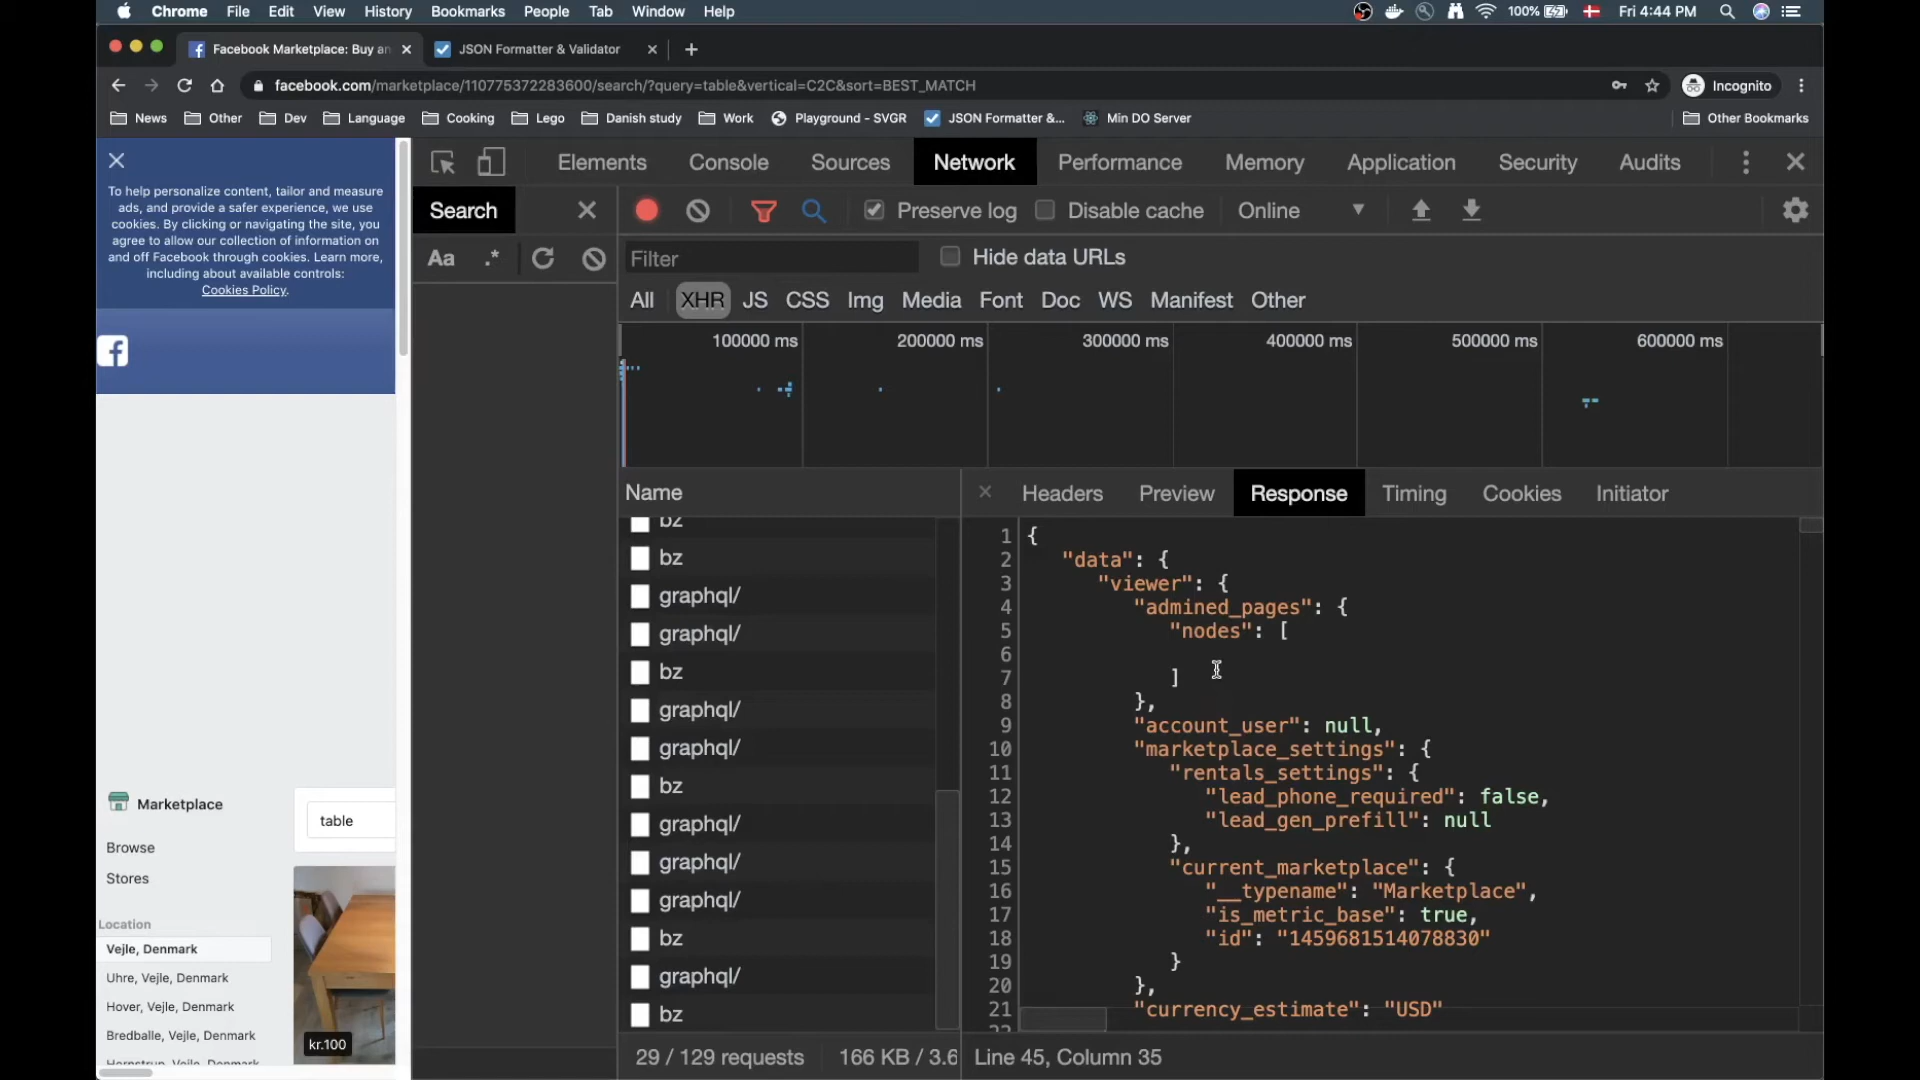 Chrome File Edit View History Bookmarks People Tab Window Help
100% Fri 4:44 PM
Facebook Marketplace: Buy an
JSON Formatter & Validator
facebook.com/marketplace/110775372283600/search/?query=table&vertical=C2C&sort=BEST_MATCH
Incognito
News Other Dev Language Cooking Lego Danish study Work Playground - SVGR JSON Formatter &... Min DO Server Other Bookmarks
To help personalize content, tailor and measure
ads, and provide a safer experience, we use
cookies. By clicking or navigating the site, you
agree to allow our collection of information on
and off Facebook through cookies. Learn more,
including about available controls:
Cookies Policy.
Marketplace
table
Browse
Stores
Location
Vejle, Denmark
Uhre, Vejle, Denmark
Hover, Vejle, Denmark
Bredballe, Vejle, Denmark
Hornstrup, Vejle, Denmark
kr.100
Elements Console Sources Network Performance Memory Application Security Audits
Search
Aa .*
Preserve log Disable cache Online
Filter
Hide data URLs
All XHR JS CSS Img Media Font Doc WS Manifest Other
100000 ms 200000 ms 300000 ms 400000 ms 500000 ms 600000 ms
Name
bz
bz
graphql/
graphql/
bz
graphql/
graphql/
bz
graphql/
graphql/
graphql/
bz
graphql/
bz
29 / 129 requests 166 KB / 3.6
Headers Preview Response Timing Cookies Initiator
1 {
2 "data": {
3 "viewer": {
4 "admined_pages": {
5 "nodes": [
6
7 ]
8 },
9 "account_user": null,
10 "marketplace_settings": {
11 "rentals_settings": {
12 "lead_phone_required": false,
13 "lead_gen_prefill": null
14 },
15 "current_marketplace": {
16 "__typename": "Marketplace",
17 "is_metric_base": true,
18 "id": "1459681514078830"
19 }
20 },
21 "currency_estimate": "USD"
Line 45, Column 35